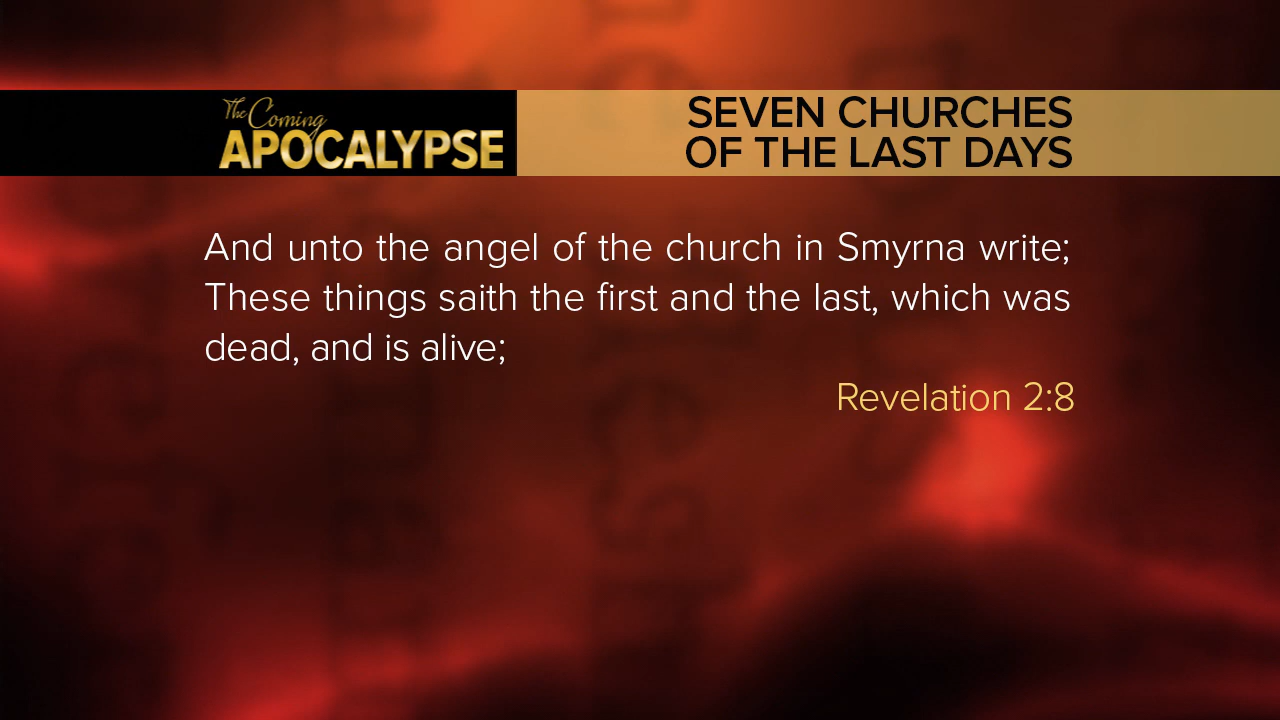 The Coming
APOCALYPSE
SEVEN CHURCHES
OF THE LAST DAYS
And unto the angel of the church in Smyrna write;
These things saith the first and the last, which was
dead, and is alive;
Revelation 2:8